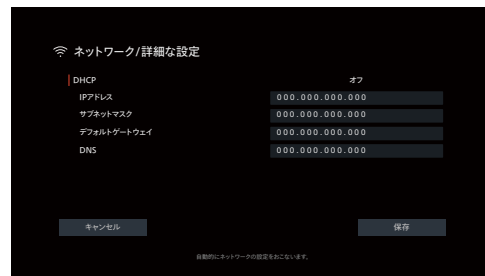 ネットワーク/詳細な設定
DHCP オフ
IPアドレス 000.000.000.000
サブネットマスク 000.000.000.000
デフォルトゲートウェイ 000.000.000.000
DNS 000.000.000.000
キャンセル 保存
自動的にネットワークの設定をおこないます。